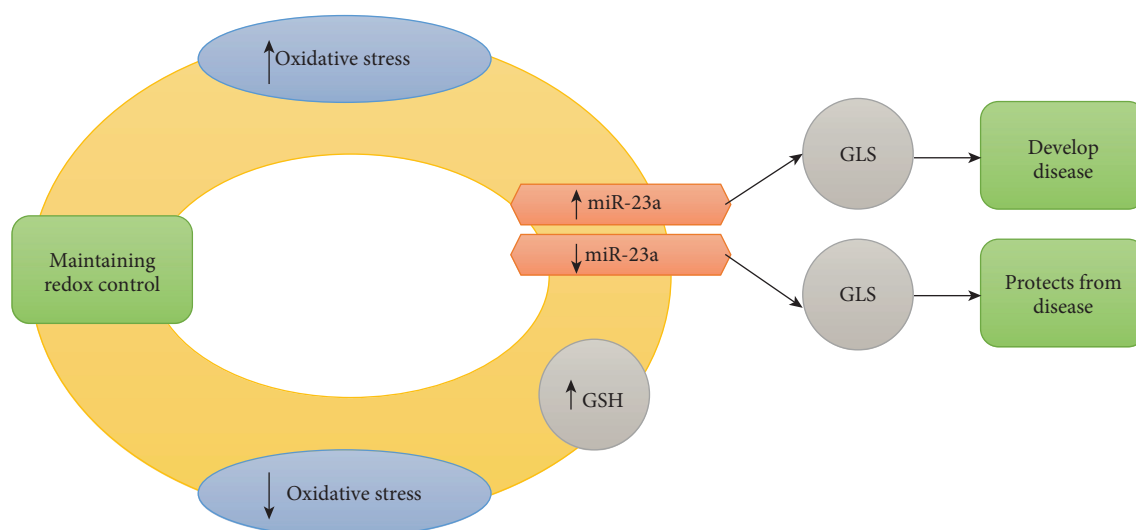 ↑ Oxidative stress
Maintaining
redox control
↑ miR-23a
↓ miR-23a
GLS
Develop
disease
GLS
Protects from
disease
↑ GSH
↓ Oxidative stress